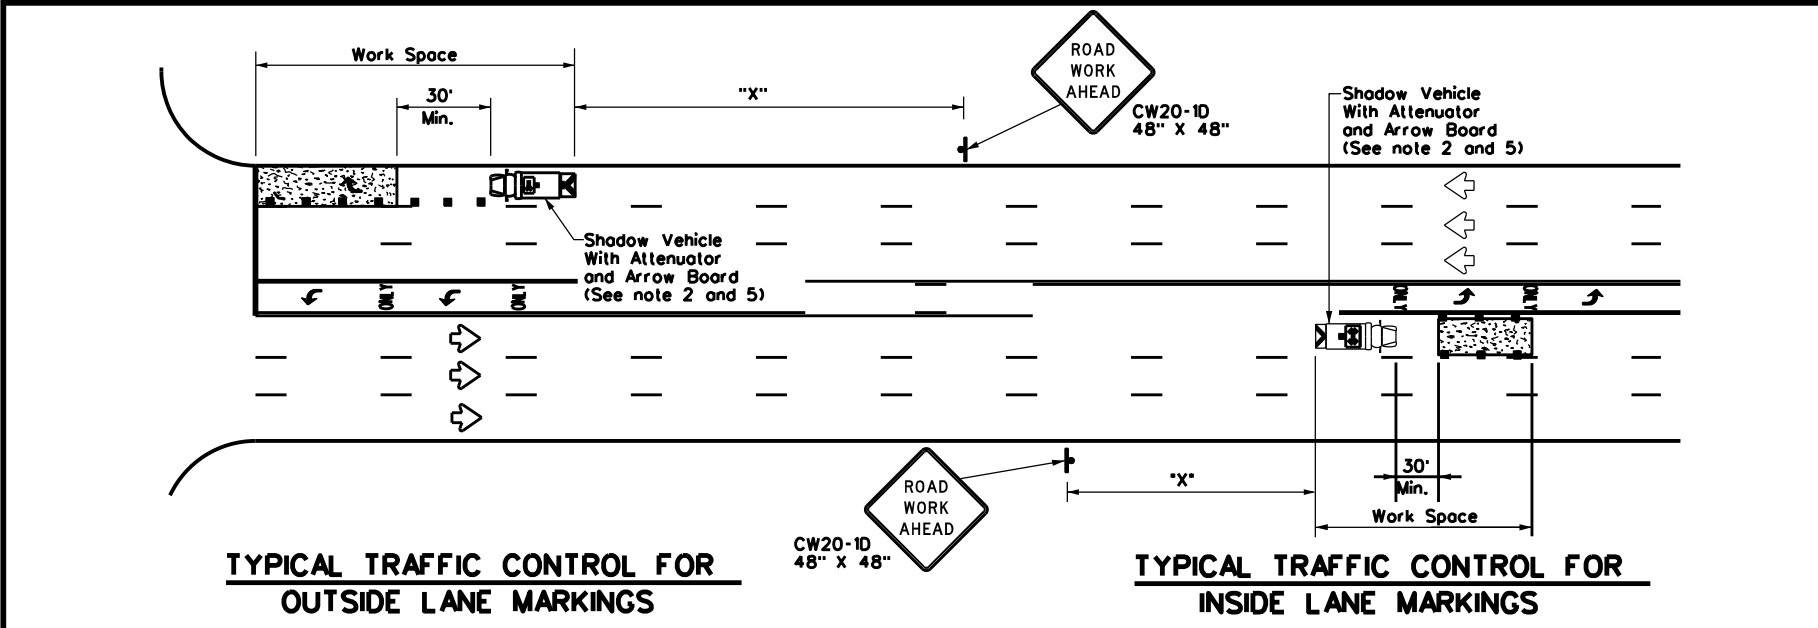 Work Space
30'
Min.
"X"
ROAD
WORK
AHEAD
CW20-1D
48" X 48"
Shadow Vehicle
With Attenuator
and Arrow Board
(See note 2 and 5)
Shadow Vehicle
With Attenuator
and Arrow Board
(See note 2 and 5)
ONLY
ONLY
ONLY
ONLY
ROAD
WORK
AHEAD
CW20-1D
48" X 48"
"X"
30'
Min.
Work Space
TYPICAL TRAFFIC CONTROL FOR
OUTSIDE LANE MARKINGS
TYPICAL TRAFFIC CONTROL FOR
INSIDE LANE MARKINGS